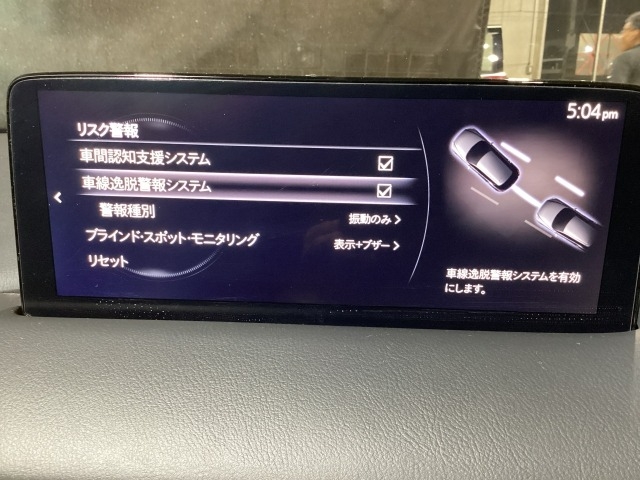 5:04pm
リスク警報
車間認知支援システム
車線逸脱警報システム
警報種別 振動のみ
ブラインド・スポット・モニタリング 表示+ブザー
リセット
車線逸脱警報システムを有効
にします。